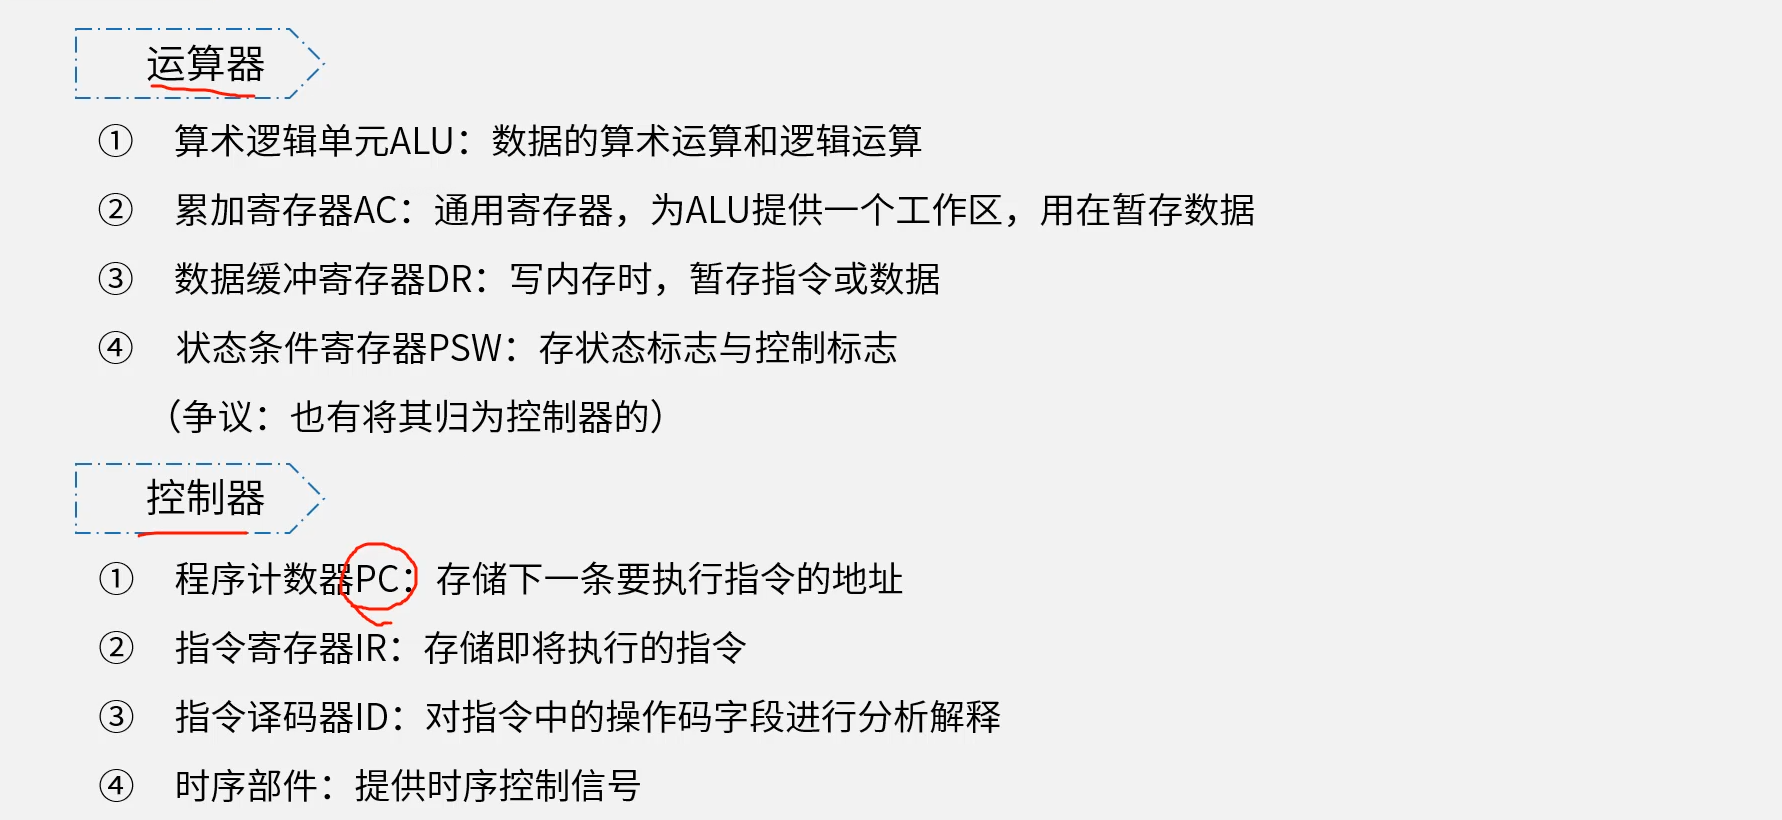 运算器
① 算术逻辑单元ALU：数据的算术运算和逻辑运算
② 累加寄存器AC：通用寄存器，为ALU提供一个工作区，用在暂存数据
③ 数据缓冲寄存器DR：写内存时，暂存指令或数据
④ 状态条件寄存器PSW：存状态标志与控制标志
（争议：也有将其归为控制器的）
控制器
① 程序计数器PC：存储下一条要执行指令的地址
② 指令寄存器IR：存储即将执行的指令
③ 指令译码器ID：对指令中的操作码字段进行分析解释
④ 时序部件：提供时序控制信号